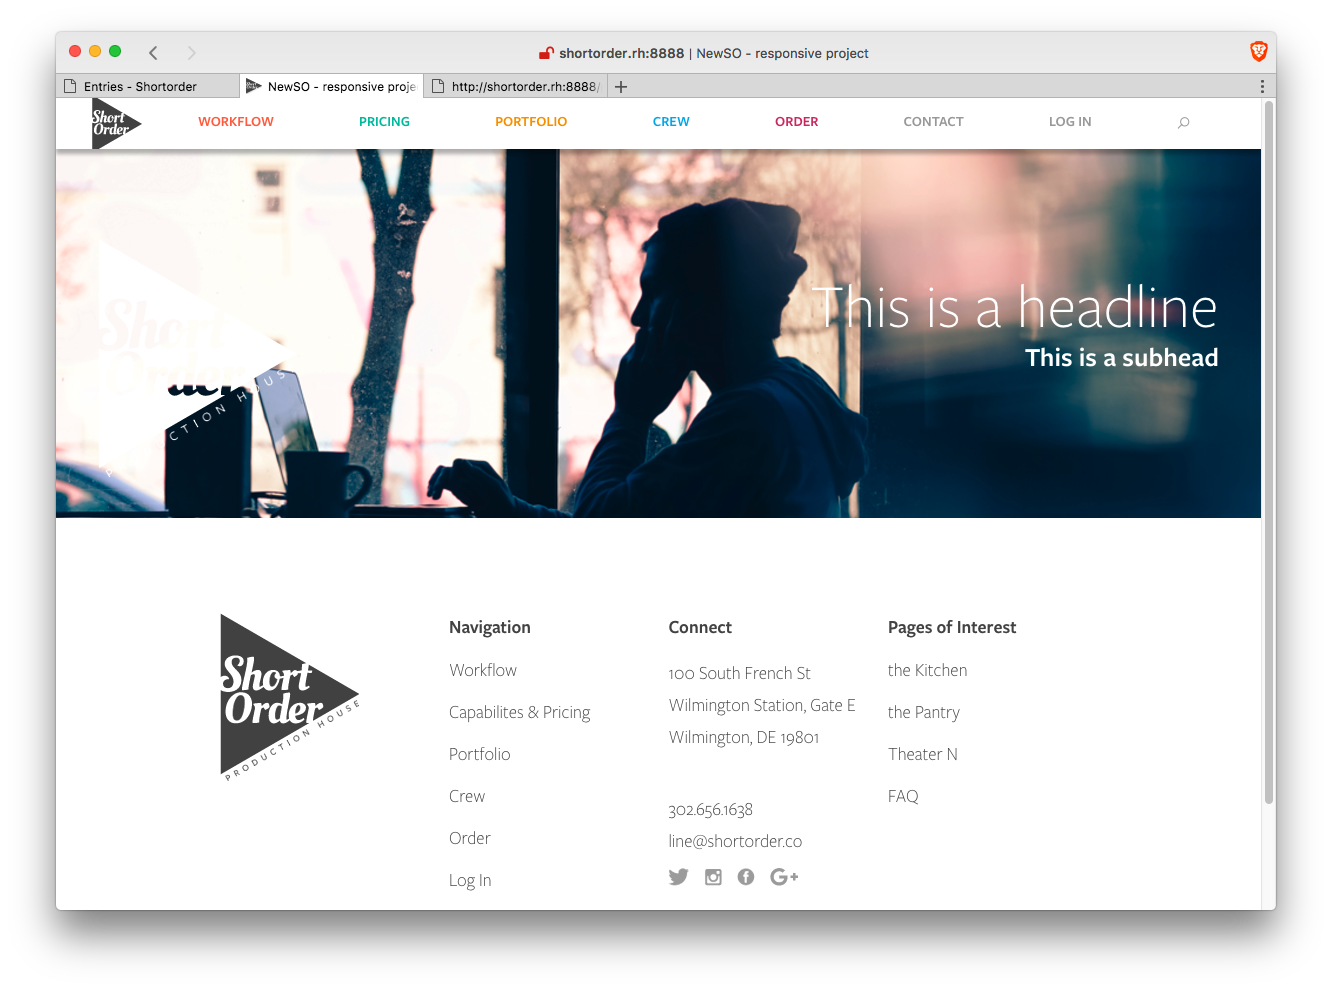 shortorder.rh:8888 | NewSO - responsive project
Entries - Shortorder
NewSO - responsive proje
http://shortorder.rh:8888/
Short
Order
WORKFLOW
PRICING
PORTFOLIO
CREW
ORDER
CONTACT
LOG IN
Short
Order
CTION HOUS
This is a headline
This is a subhead
Short
Order
PRODUCTION HOUSE
Navigation
Workflow
Capabilites & Pricing
Portfolio
Crew
Order
Log In
Connect
100 South French St
Wilmington Station, Gate E
Wilmington, DE 19801
302.656.1638
line@shortorder.co
G+
Pages of Interest
the Kitchen
the Pantry
Theater N
FAQ